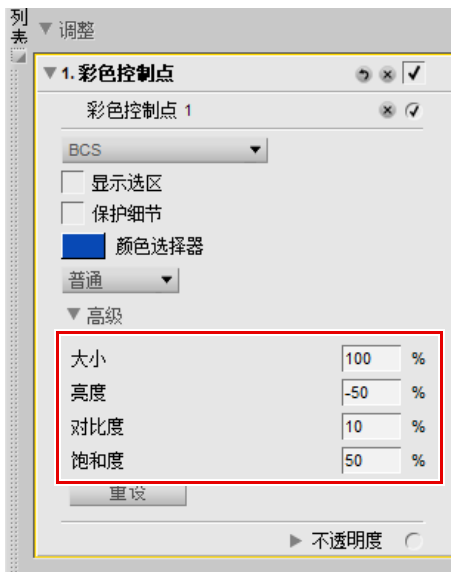 列表
调整
1. 彩色控制点
彩色控制点 1
BCS
显示选区
保护细节
颜色选择器
普通
高级
大小 100 %
亮度 -50 %
对比度 10 %
饱和度 50 %
重设
不透明度